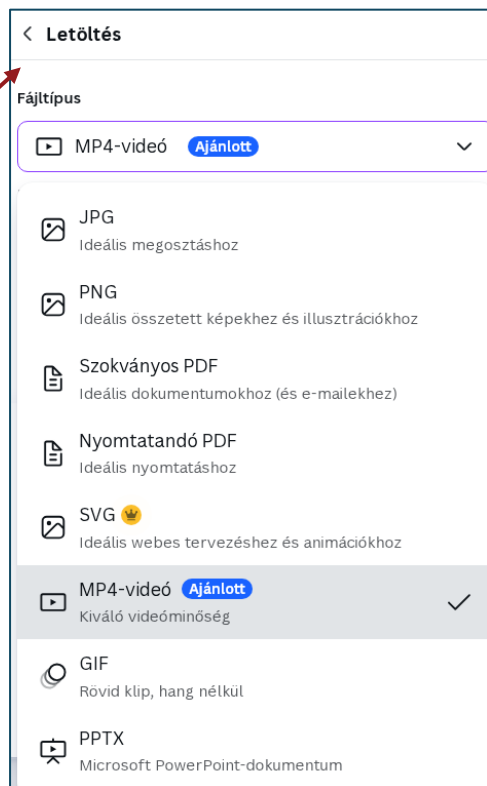 Letöltés
Fájltípus
MP4-videó Ajánlott
JPG
Ideális megosztáshoz
PNG
Ideális összetett képekhez és illusztrációkhoz
Szokványos PDF
Ideális dokumentumokhoz (és e-mailekhez)
Nyomtatandó PDF
Ideális nyomtatáshoz
SVG
Ideális webes tervezéshez és animációkhoz
MP4-videó Ajánlott
Kiváló videóminőség
GIF
Rövid klip, hang nélkül
PPTX
Microsoft PowerPoint-dokumentum